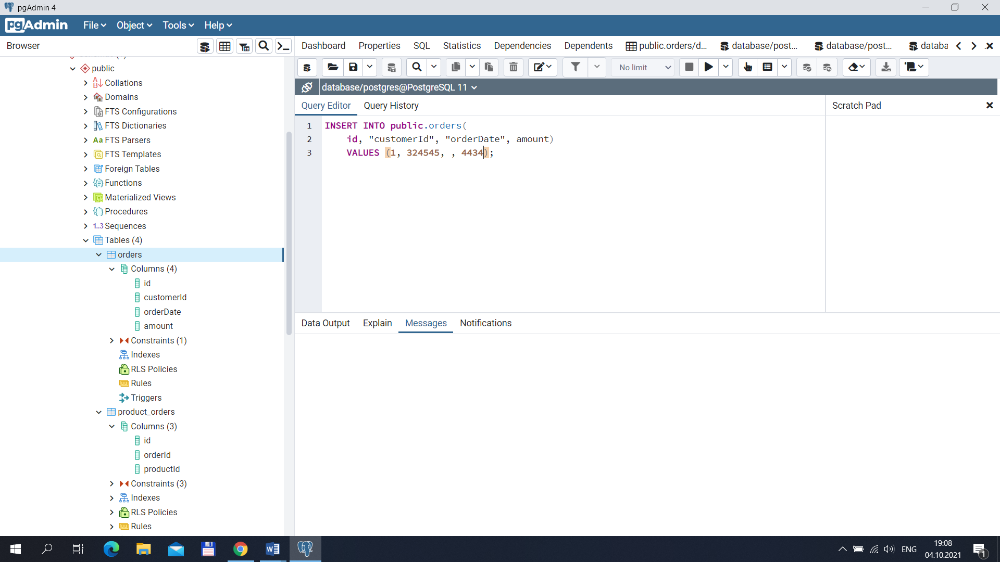 pgAdmin 4
pgAdmin File Object Tools Help
Browser
Dashboard Properties SQL Statistics Dependencies Dependents public.orders/d... database/post... database/post... databa
public
Collations
Domains
FTS Configurations
FTS Dictionaries
Aa FTS Parsers
FTS Templates
Foreign Tables
Functions
Materialized Views
Procedures
1..3 Sequences
Tables (4)
orders
Columns (4)
id
customerId
orderDate
amount
Constraints (1)
Indexes
RLS Policies
Rules
Triggers
product_orders
Columns (3)
id
orderId
productId
Constraints (3)
Indexes
RLS Policies
Rules
No limit
database/postgres@PostgreSQL 11
Query Editor Query History
Scratch Pad
1 INSERT INTO public.orders(
2 id, "customerId", "orderDate", amount)
3 VALUES (1, 324545, , 4434);
Data Output Explain Messages Notifications
ENG
19:08
04.10.2021
1